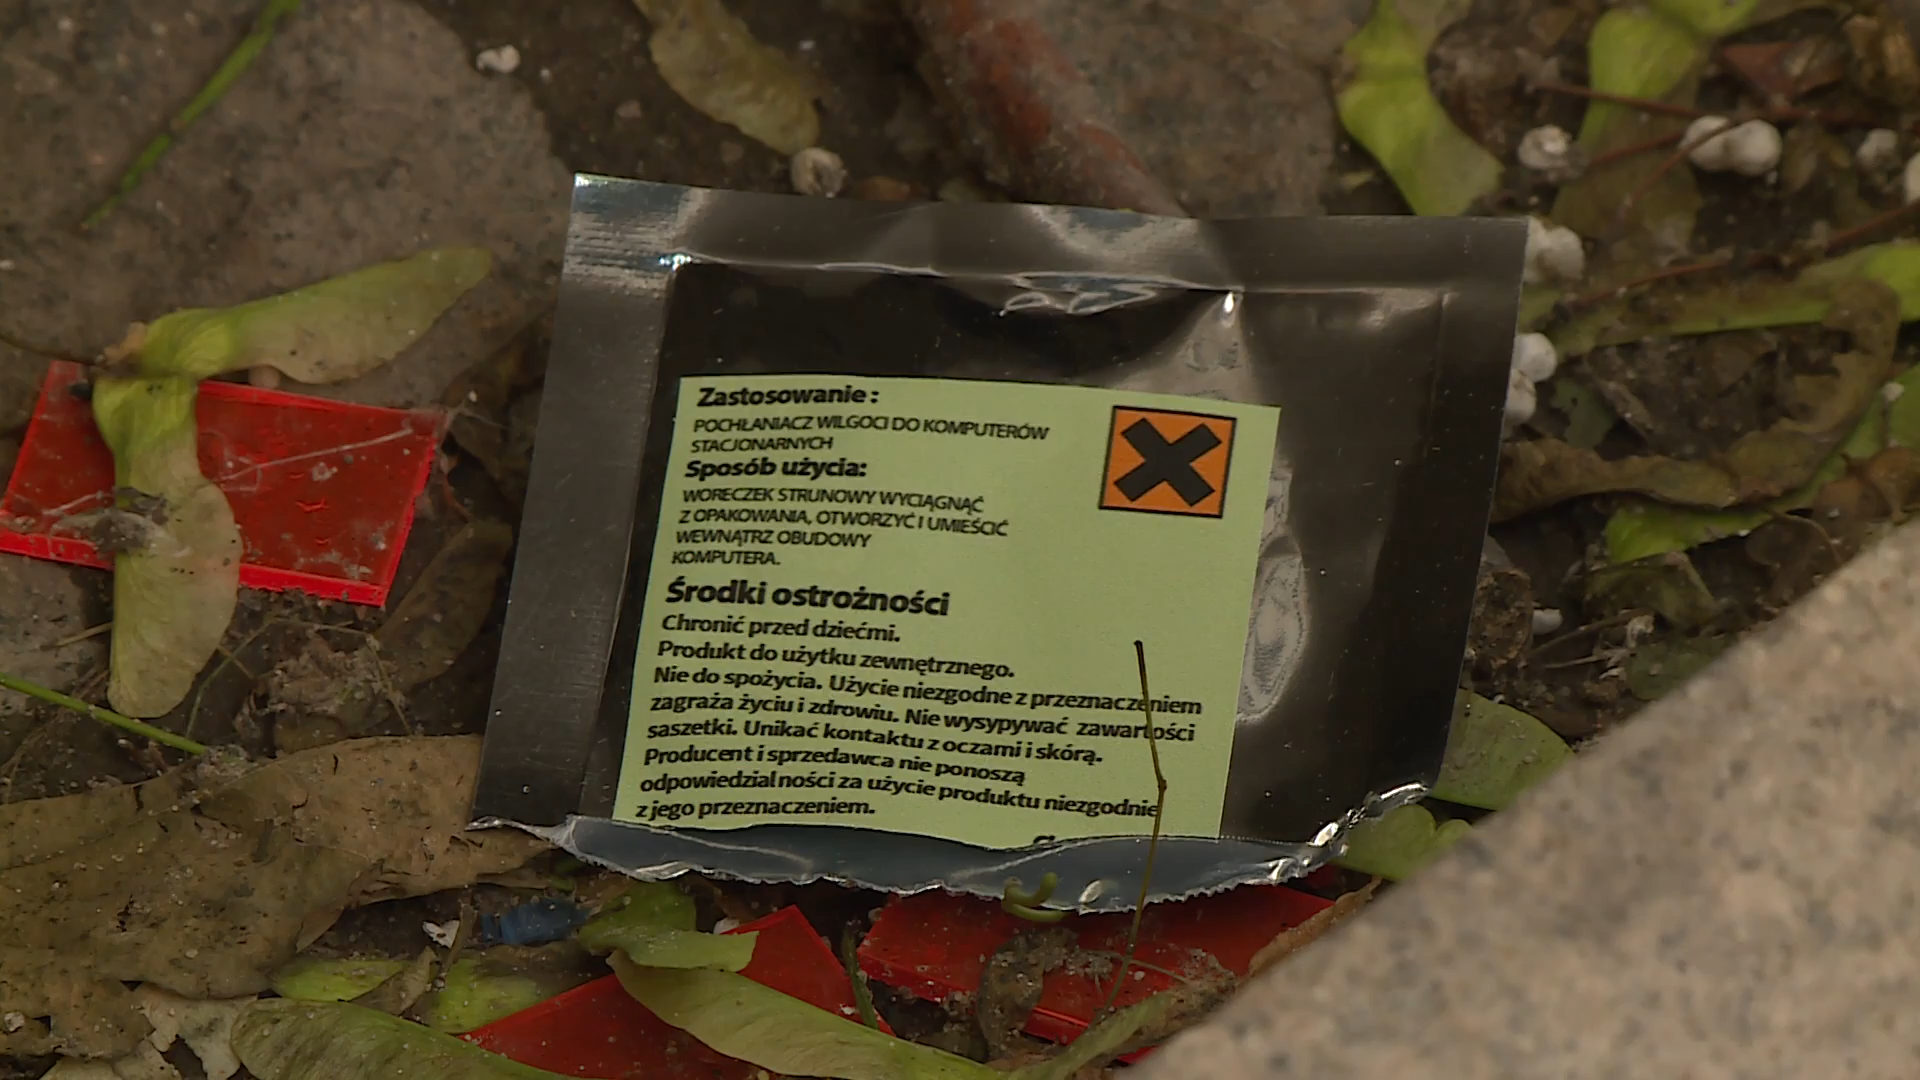 Zastosowanie :
POCHŁANIACZ WILGOCI DO KOMPUTERÓW
STACJONARNYCH
Sposób użycia:
WORECZEK STRUNOWY WYCIĄGNĄĆ
Z OPAKOWANIA, OTWORZYĆ I UMIEŚCIĆ
WEWNĄTRZ OBUDOWY
KOMPUTERA.
Środki ostrożności
Chronić przed dziećmi.
Produkt do użytku zewnętrznego.
Nie do spożycia. Użycie niezgodne z przeznaczeniem
zagraża życiu i zdrowiu. Nie wysypywać zawartości
saszetki. Unikać kontaktu z oczami i skórą.
Producent i sprzedawca nie ponoszą
odpowiedzialności za użycie produktu niezgodnie
z jego przeznaczeniem.